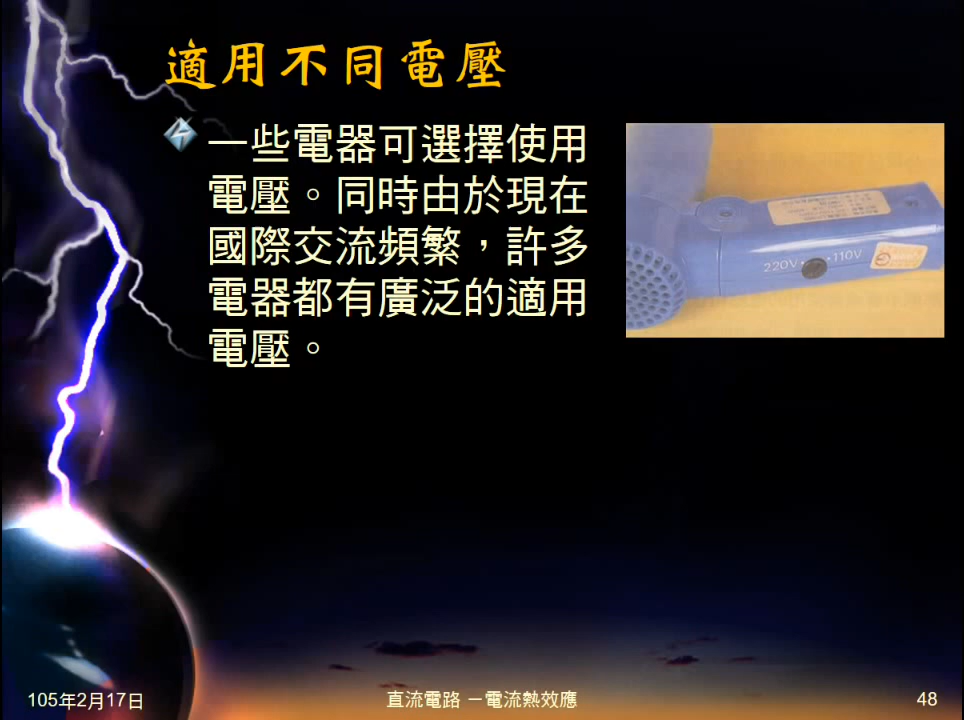 適用不同電壓
一些電器可選擇使用
電壓。同時由於現在
國際交流頻繁，許多
電器都有廣泛的適用
電壓。
220V
110V
105年2月17日
直流電路 －電流熱效應
48